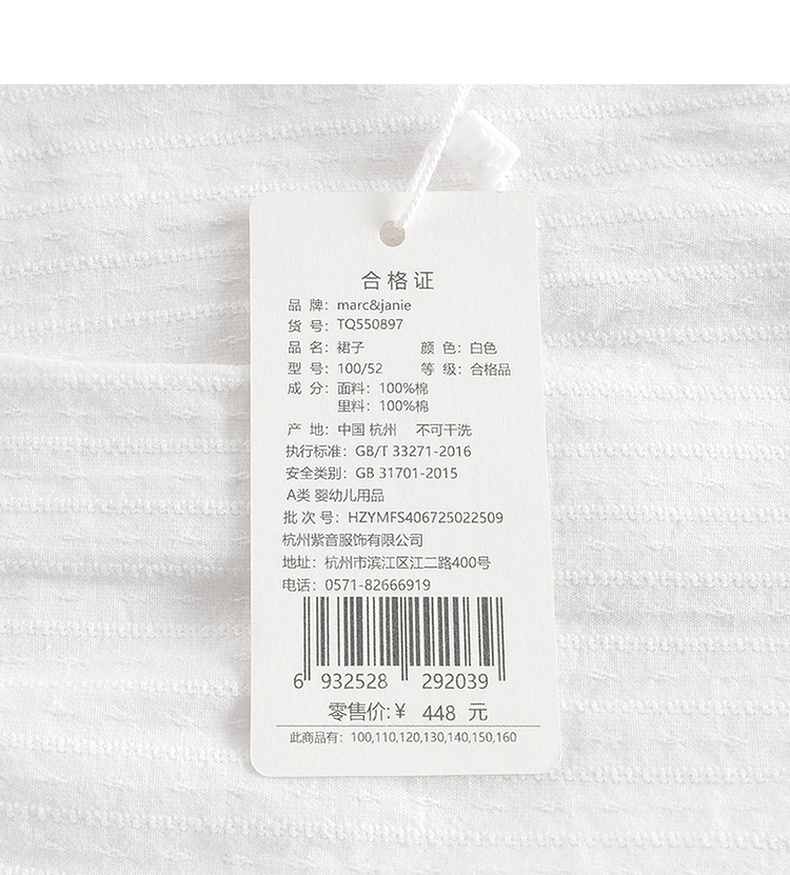 合格证
品 牌：marc&janie
货 号：TQ550897
品 名：裙子 颜 色：白色
型 号：100/52 等 级：合格品
成 分：面料：100%棉
里料：100%棉
产 地：中国 杭州 不可干洗
执行标准：GB/T 33271-2016
安全类别：GB 31701-2015
A类 婴幼儿用品
批 次 号：HZYMFS406725022509
杭州紫音服饰有限公司
地址：杭州市滨江区江二路400号
电话：0571-82666919
6 932528 292039
零售价:¥ 448 元
此商品有：100,110,120,130,140,150,160